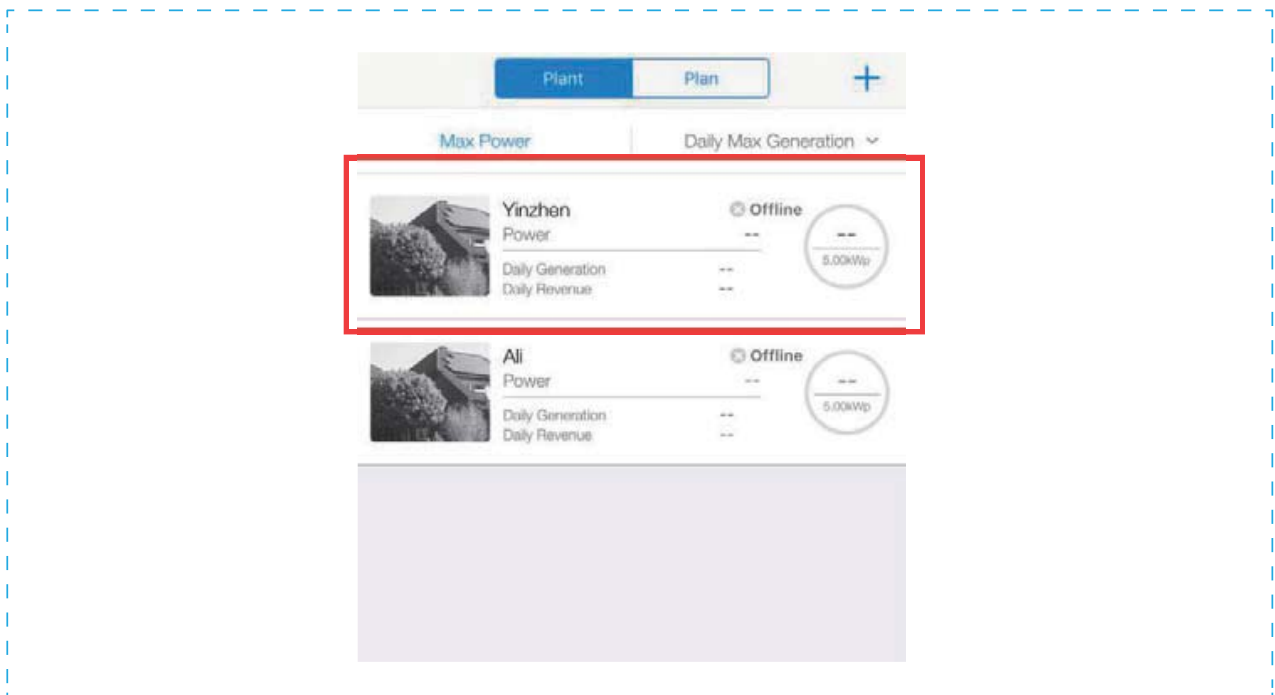 Plant Plan +
Max Power Daily Max Generation
Yinzhen Offline
Power -- --
5.00kWp
Daily Generation --
Daily Revenue --
Ali Offline
Power -- --
5.00kWp
Daily Generation --
Daily Revenue --